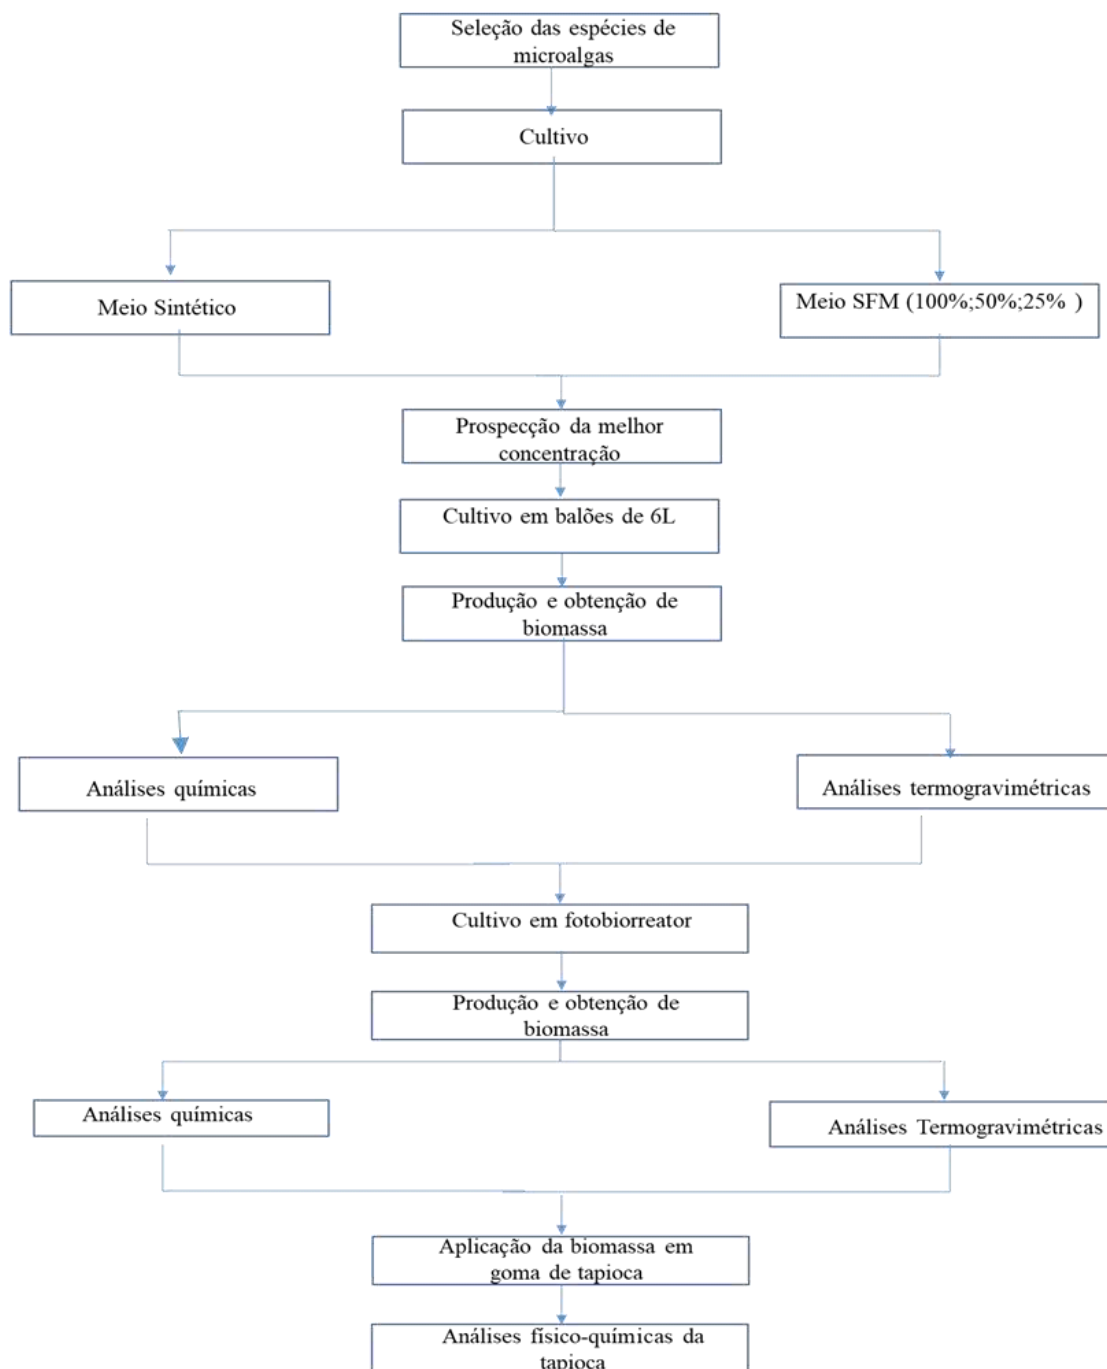 Seleção das espécies de
microalgas
Cultivo
Meio Sintético
Meio SFM (100%;50%;25% )
Prospecção da melhor
concentração
Cultivo em balões de 6L
Produção e obtenção de
biomassa
Análises químicas
Análises termogravimétricas
Cultivo em fotobiorreator
Produção e obtenção de
biomassa
Análises químicas
Análises Termogravimétricas
Aplicação da biomassa em
goma de tapioca
Análises físico-químicas da
tapioca